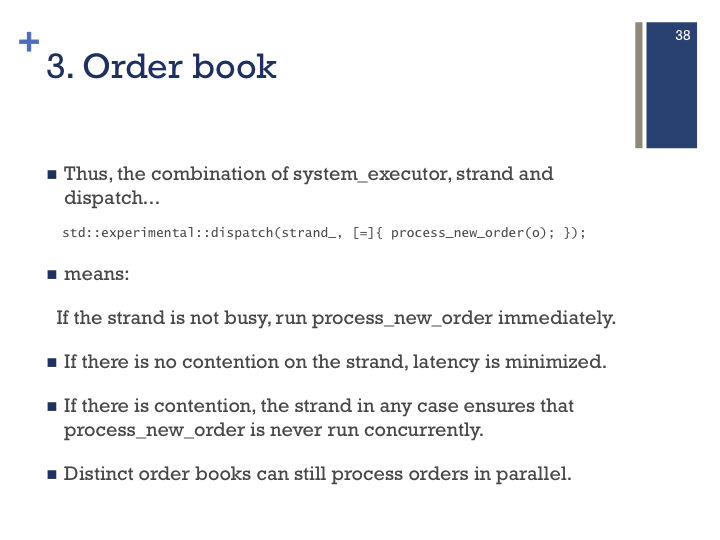 38
+
3. Order book
■ Thus, the combination of system_executor, strand and
dispatch…
std::experimental::dispatch(strand_, [=]{ process_new_order(o); });
■ means:
If the strand is not busy, run process_new_order immediately.
■ If there is no contention on the strand, latency is minimized.
■ If there is contention, the strand in any case ensures that
process_new_order is never run concurrently.
■ Distinct order books can still process orders in parallel.